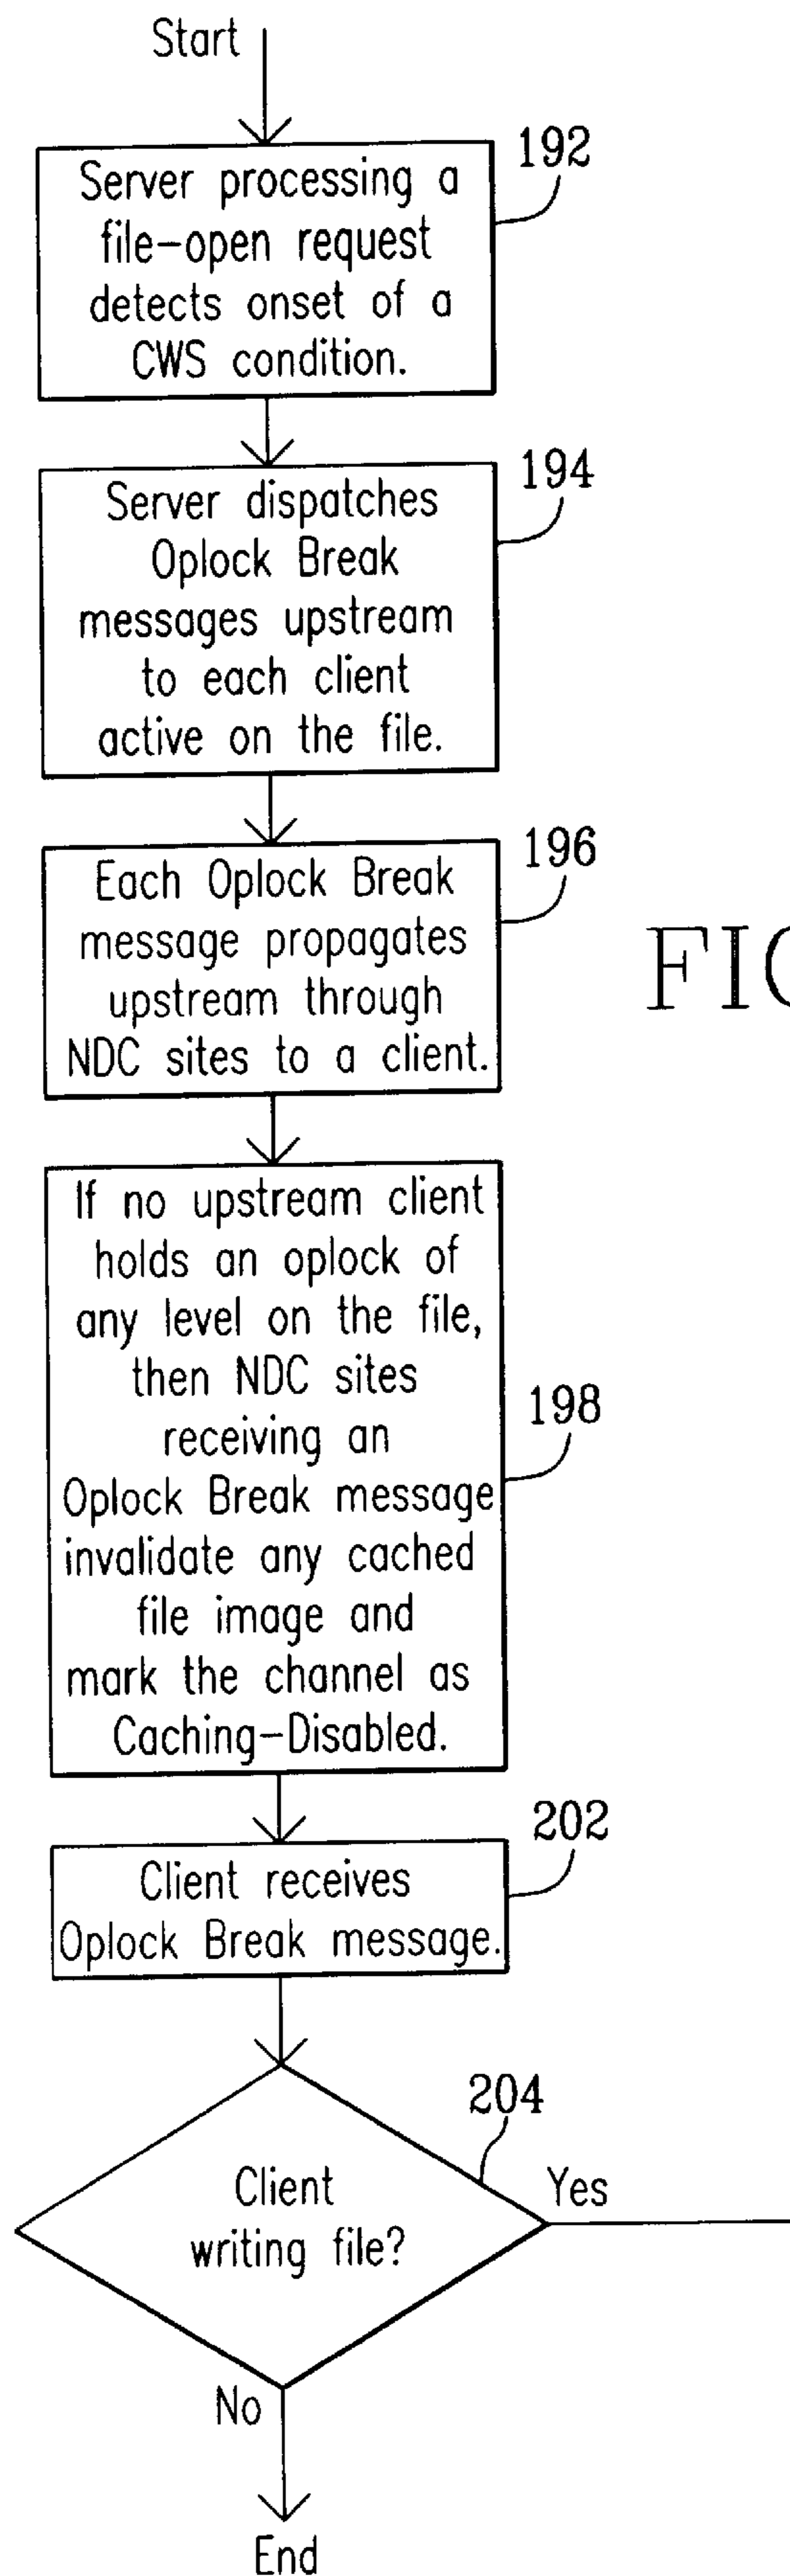 Start
192
Server processing a
file-open request
detects onset of a
CWS condition.
194
Server dispatches
Oplock Break
messages upstream
to each client
active on the file.
196
Each Oplock Break
message propagates
upstream through
NDC sites to a client.
FIG
198
If no upstream client
holds an oplock of
any level on the file,
then NDC sites
receiving an
Oplock Break message
invalidate any cached
file image and
mark the channel as
Caching-Disabled.
202
Client receives
Oplock Break message.
204
Client
writing file?
Yes
No
End